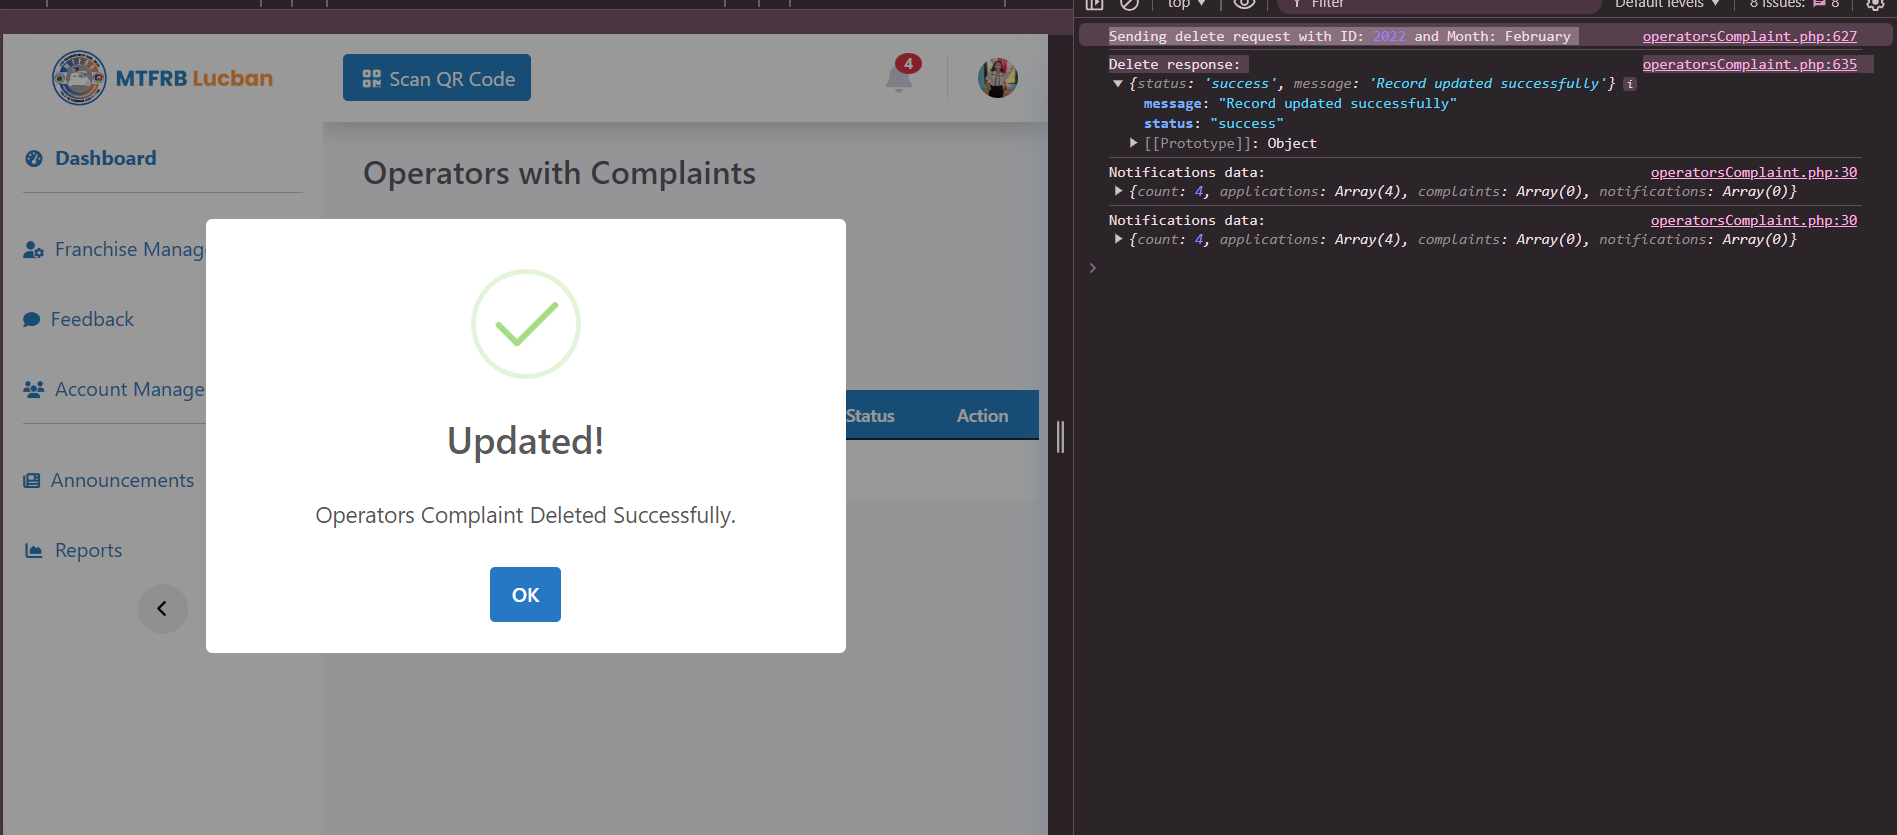 MTFRB Lucban
Scan QR Code
4
Dashboard
Operators with Complaints
Franchise Manag
Feedback
Account Manage
Status Action
Announcements
Reports
Updated!
Operators Complaint Deleted Successfully.
OK
top Filter Default levels 8 Issues: 8
Sending delete request with ID: 2022 and Month: February operatorsComplaint.php:627
Delete response: operatorsComplaint.php:635
{status: 'success', message: 'Record updated successfully'} i
message: "Record updated successfully"
status: "success"
[[Prototype]]: Object
Notifications data: operatorsComplaint.php:30
{count: 4, applications: Array(4), complaints: Array(0), notifications: Array(0)}
Notifications data: operatorsComplaint.php:30
{count: 4, applications: Array(4), complaints: Array(0), notifications: Array(0)}